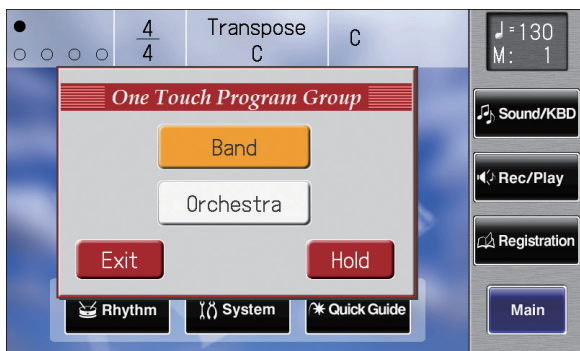 4
4
Transpose
C
C
♩=130
M: 1
One Touch Program Group
Band
Orchestra
Exit
Hold
Sound/KBD
Rec/Play
Registration
Rhythm
System
Quick Guide
Main